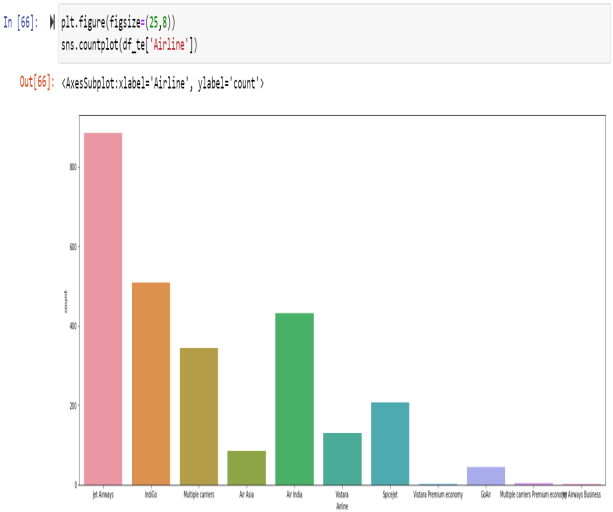 In [66]:
plt.figure(figsize=(25,8))
sns.countplot(df_te['Airline'])
Out[66]: <AxesSubplot:xlabel='Airline', ylabel='count'>
800
600
400
200
0
count
Jet Airways IndiGo Multiple carriers Air Asia Air India Vistara SpiceJet Vistara Premium economy GoAir Multiple carriers Premium economy Jet Airways Business
Airline